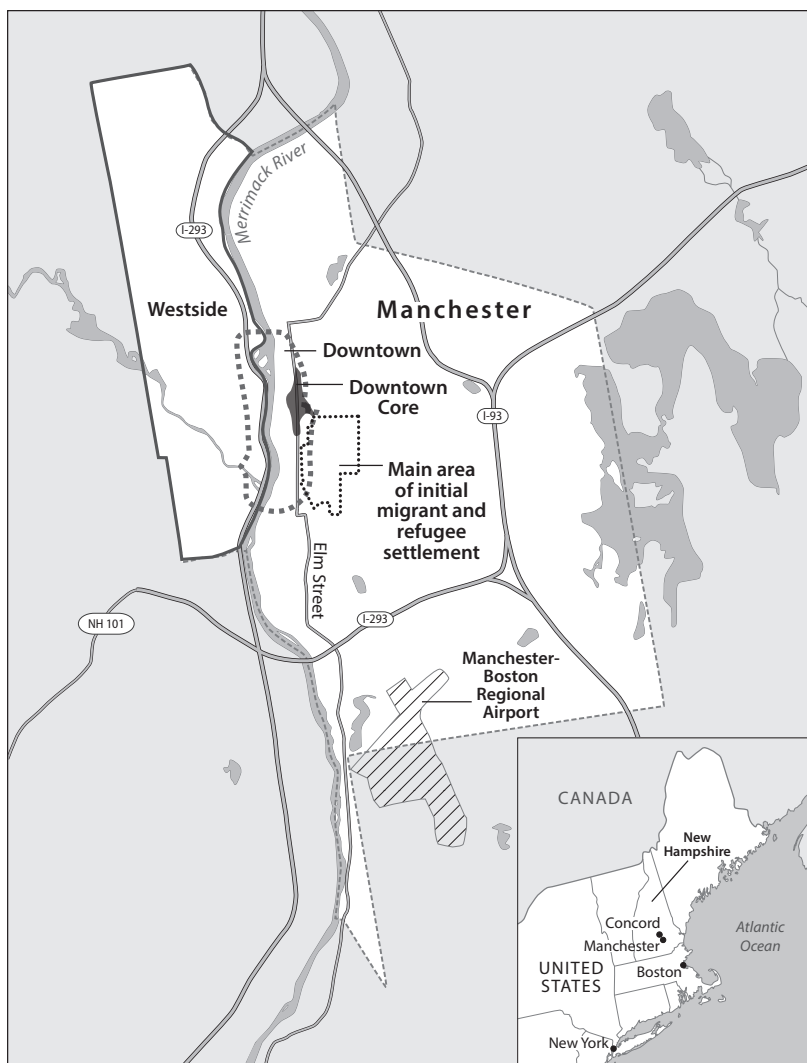 Merrimack River
I-293
Westside
Manchester
Downtown
Downtown
Core
I-93
Main area
of initial
migrant and
refugee
settlement
Elm Street
NH 101
I-293
Manchester-
Boston
Regional
Airport
CANADA
New
Hampshire
Concord
Manchester
Atlantic
Ocean
UNITED
STATES
Boston
New York